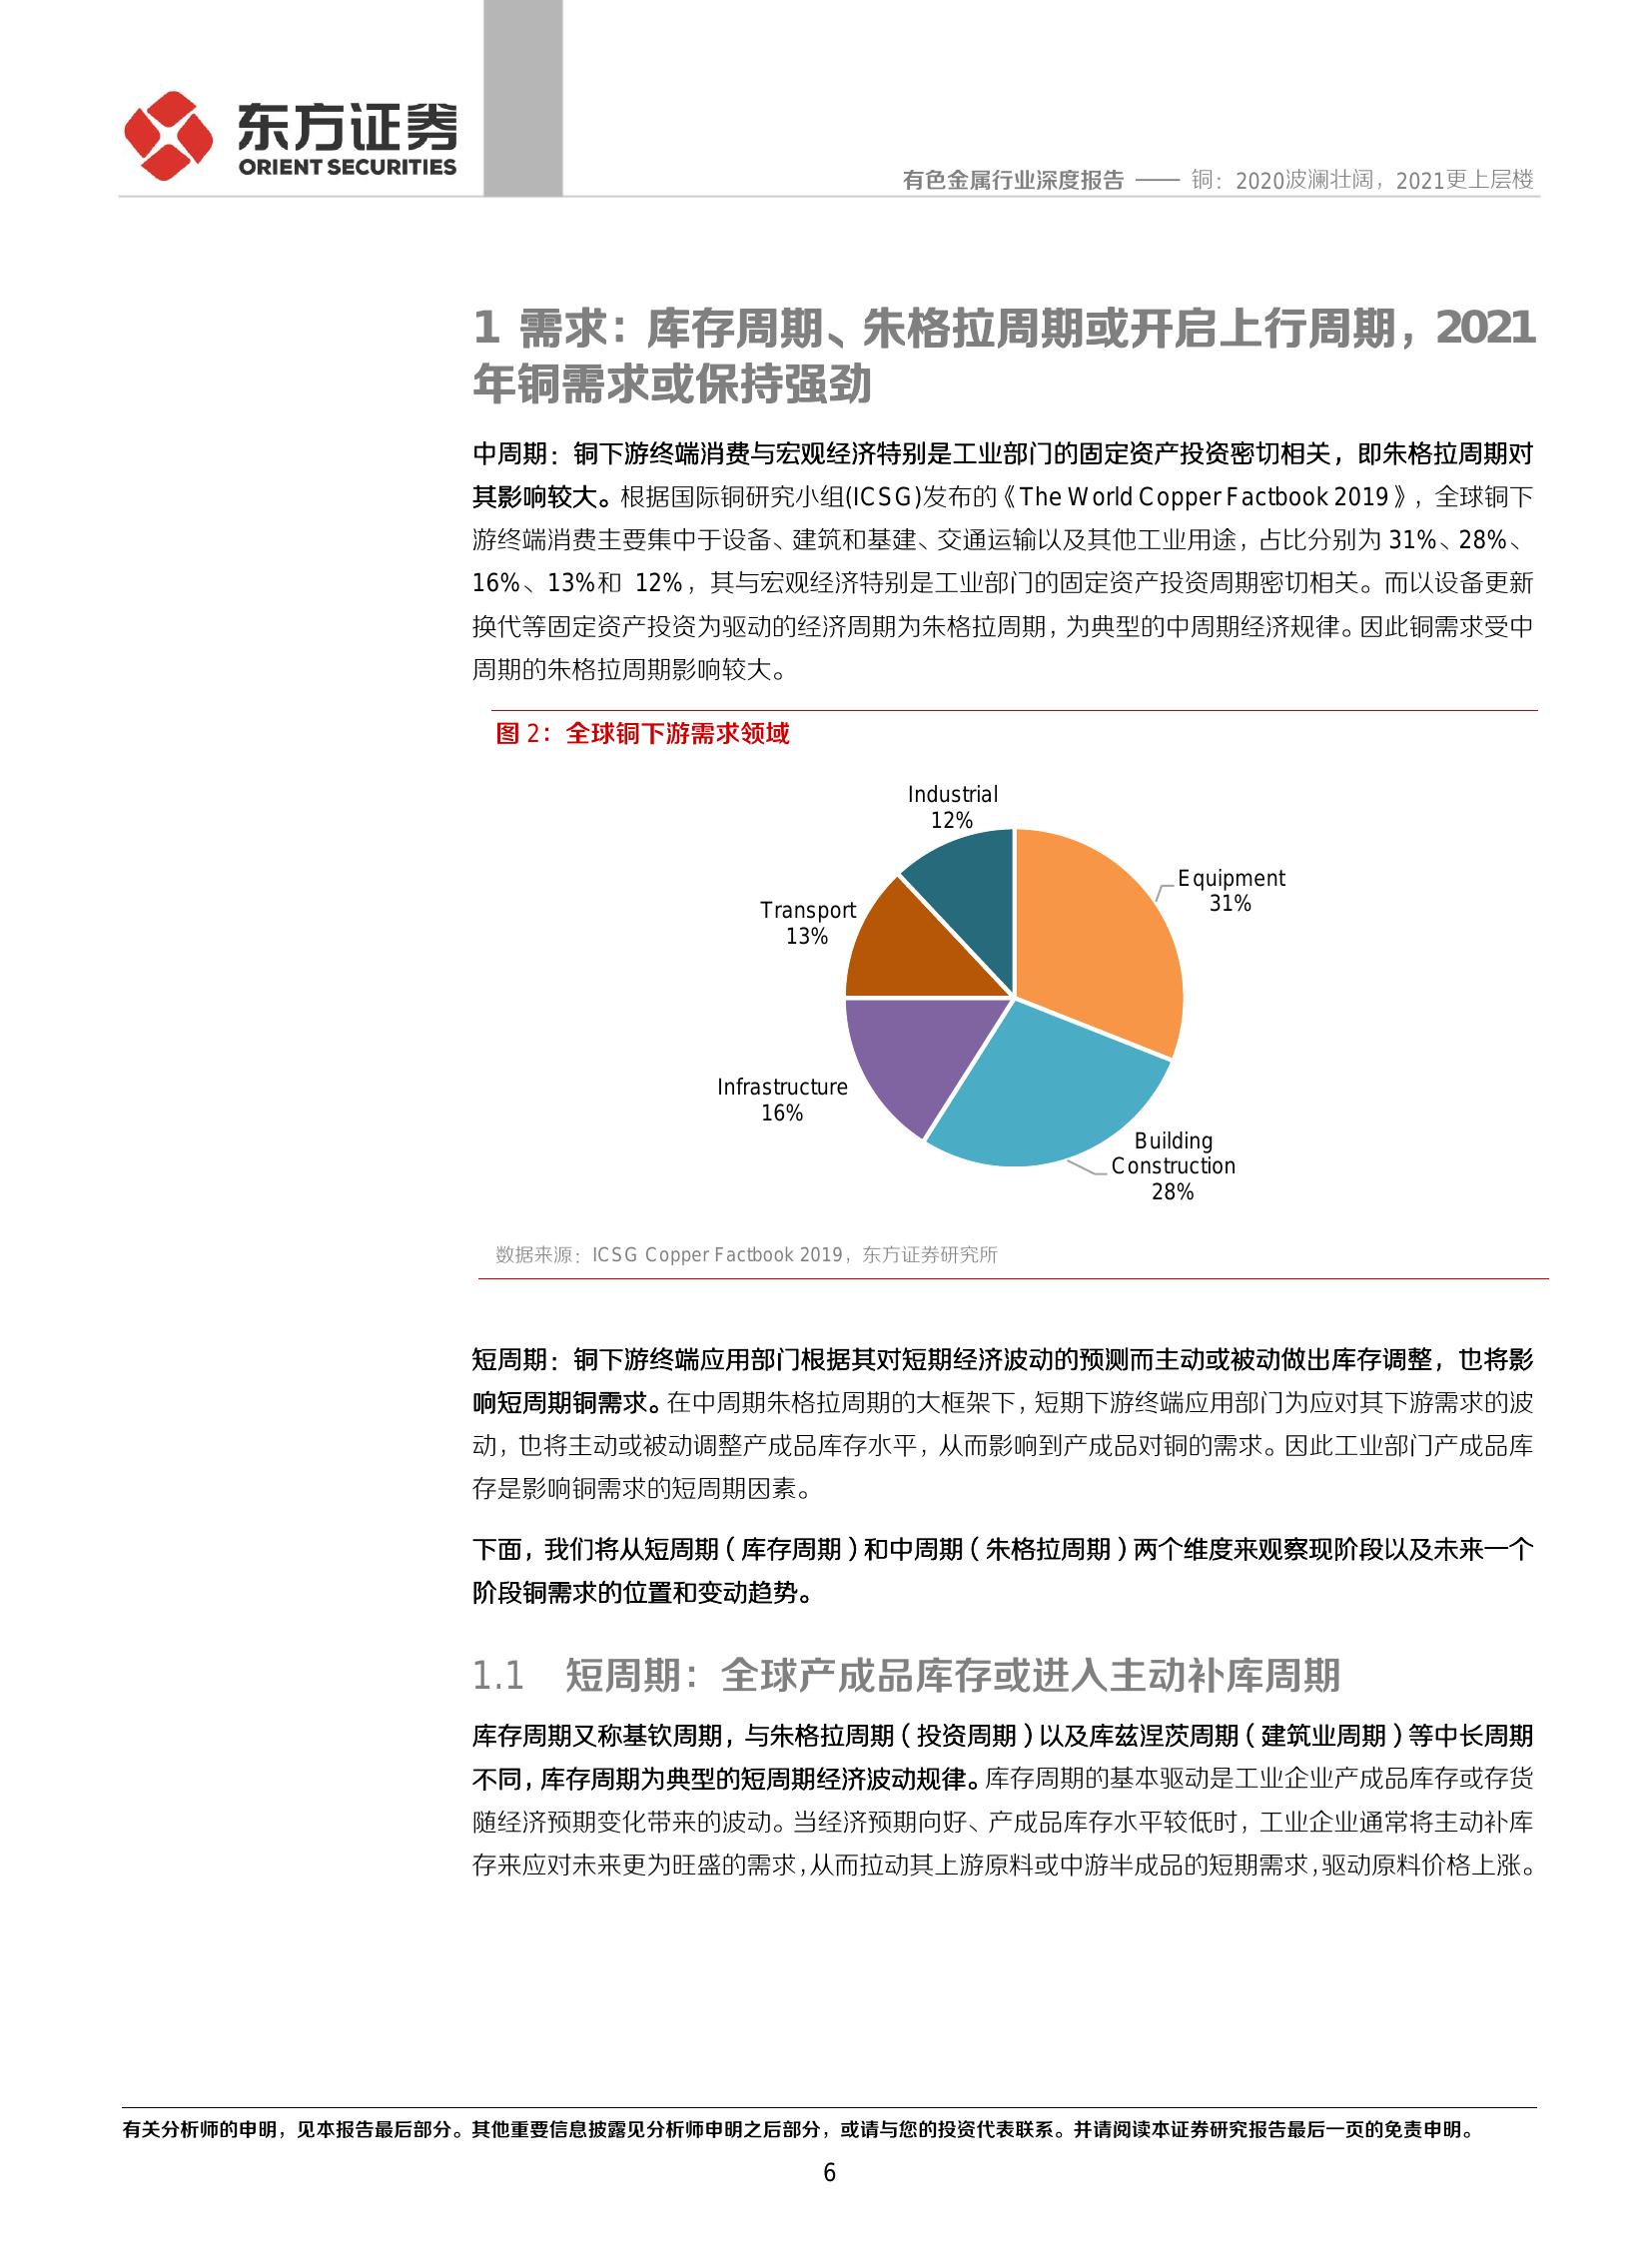 东方证券
ORIENT SECURITIES
有色金属行业深度报告 —— 铜：2020波澜壮阔，2021更上层楼
1 需求：库存周期、朱格拉周期或开启上行周期，2021
年铜需求或保持强劲
中周期：铜下游终端消费与宏观经济特别是工业部门的固定资产投资密切相关，即朱格拉周期对
其影响较大。根据国际铜研究小组(ICSG)发布的《The World Copper Factbook 2019》，全球铜下
游终端消费主要集中于设备、建筑和基建、交通运输以及其他工业用途，占比分别为 31%、28%、
16%、13%和 12%，其与宏观经济特别是工业部门的固定资产投资周期密切相关。而以设备更新
换代等固定资产投资为驱动的经济周期为朱格拉周期，为典型的中周期经济规律。因此铜需求受中
周期的朱格拉周期影响较大。
图 2：全球铜下游需求领域
Industrial
12%
Equipment
31%
Transport
13%
Infrastructure
16%
Building
Construction
28%
数据来源：ICSG Copper Factbook 2019，东方证券研究所
短周期：铜下游终端应用部门根据其对短期经济波动的预测而主动或被动做出库存调整，也将影
响短周期铜需求。在中周期朱格拉周期的大框架下，短期下游终端应用部门为应对其下游需求的波
动，也将主动或被动调整产成品库存水平，从而影响到产成品对铜的需求。因此工业部门产成品库
存是影响铜需求的短周期因素。
下面，我们将从短周期（库存周期）和中周期（朱格拉周期）两个维度来观察现阶段以及未来一个
阶段铜需求的位置和变动趋势。
1.1 短周期：全球产成品库存或进入主动补库周期
库存周期又称基钦周期，与朱格拉周期（投资周期）以及库兹涅茨周期（建筑业周期）等中长周期
不同，库存周期为典型的短周期经济波动规律。库存周期的基本驱动是工业企业产成品库存或存货
随经济预期变化带来的波动。当经济预期向好、产成品库存水平较低时，工业企业通常将主动补库
存来应对未来更为旺盛的需求，从而拉动其上游原料或中游半成品的短期需求，驱动原料价格上涨。
有关分析师的申明，见本报告最后部分。其他重要信息披露见分析师申明之后部分，或请与您的投资代表联系。并请阅读本证券研究报告最后一页的免责申明。
6